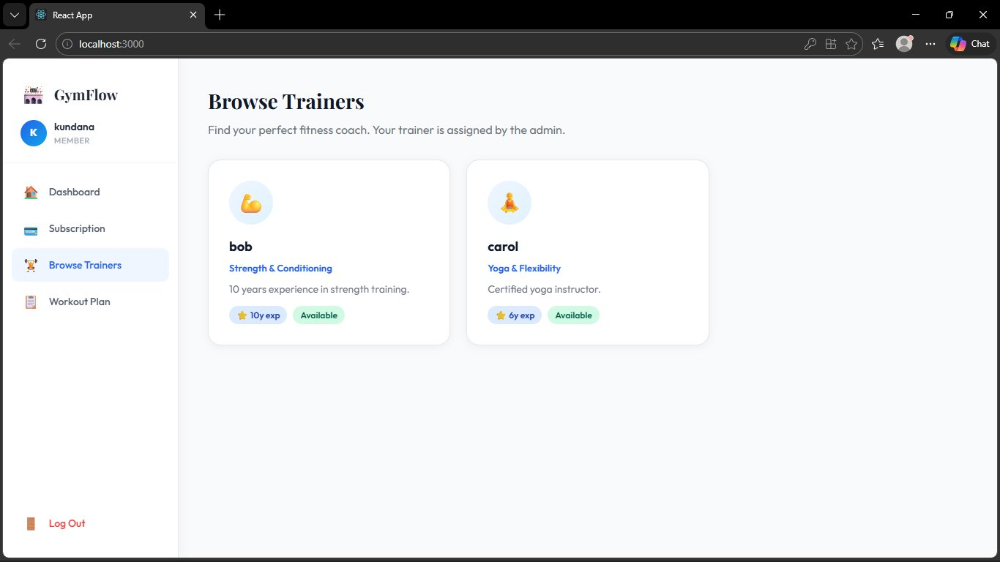 React App
localhost:3000
Chat
GymFlow
K
kundana
MEMBER
Dashboard
Subscription
Browse Trainers
Workout Plan
Log Out
Browse Trainers
Find your perfect fitness coach. Your trainer is assigned by the admin.
bob
Strength & Conditioning
10 years experience in strength training.
10y exp Available
carol
Yoga & Flexibility
Certified yoga instructor.
6y exp Available